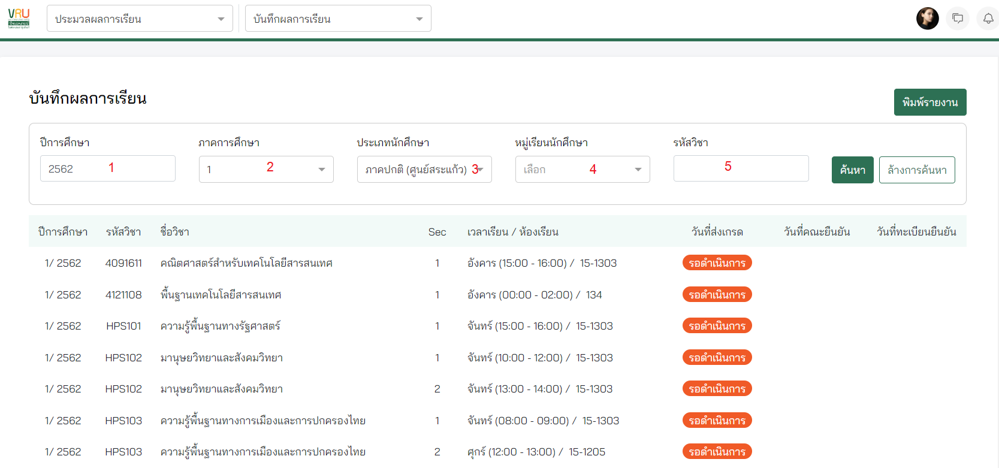 VRU
ประมวลผลการเรียน
บันทึกผลการเรียน
บันทึกผลการเรียน
พิมพ์รายงาน
ปีการศึกษา ภาคการศึกษา ประเภทนักศึกษา หมู่เรียนนักศึกษา รหัสวิชา
2562 1 1 2 ภาคปกติ (ศูนย์สระแก้ว) 3 เลือก 4 5 ค้นหา ล้างการค้นหา
ปีการศึกษา รหัสวิชา ชื่อวิชา Sec เวลาเรียน / ห้องเรียน วันที่ส่งเกรด วันที่คณะยืนยัน วันที่ทะเบียนยืนยัน
1/ 2562 4091611 คณิตศาสตร์สำหรับเทคโนโลยีสารสนเทศ 1 อังคาร (15:00 - 16:00) / 15-1303 รอดำเนินการ
1/ 2562 4121108 พื้นฐานเทคโนโลยีสารสนเทศ 1 อังคาร (00:00 - 02:00) / 134 รอดำเนินการ
1/ 2562 HPS101 ความรู้พื้นฐานทางรัฐศาสตร์ 1 จันทร์ (15:00 - 16:00) / 15-1303 รอดำเนินการ
1/ 2562 HPS102 มานุษยวิทยาและสังคมวิทยา 1 จันทร์ (10:00 - 12:00) / 15-1303 รอดำเนินการ
1/ 2562 HPS102 มานุษยวิทยาและสังคมวิทยา 2 จันทร์ (13:00 - 14:00) / 15-1303 รอดำเนินการ
1/ 2562 HPS103 ความรู้พื้นฐานทางการเมืองและการปกครองไทย 1 จันทร์ (08:00 - 09:00) / 15-1303 รอดำเนินการ
1/ 2562 HPS103 ความรู้พื้นฐานทางการเมืองและการปกครองไทย 2 ศุกร์ (12:00 - 13:00) / 15-1205 รอดำเนินการ